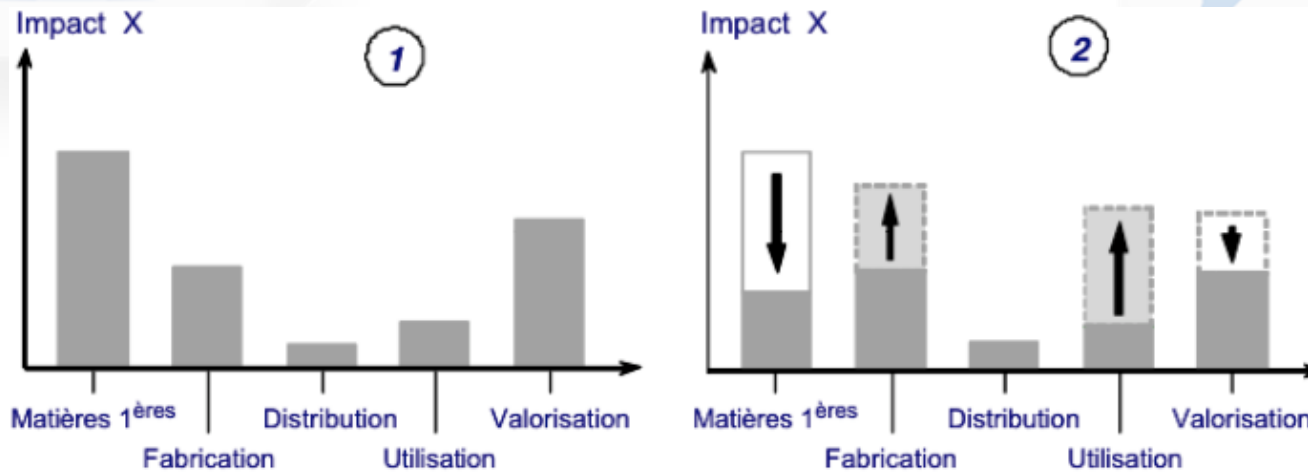 Impact X
1
Matières 1ères
Distribution
Valorisation
Fabrication
Utilisation
Impact X
2
Matières 1ères
Distribution
Valorisation
Fabrication
Utilisation